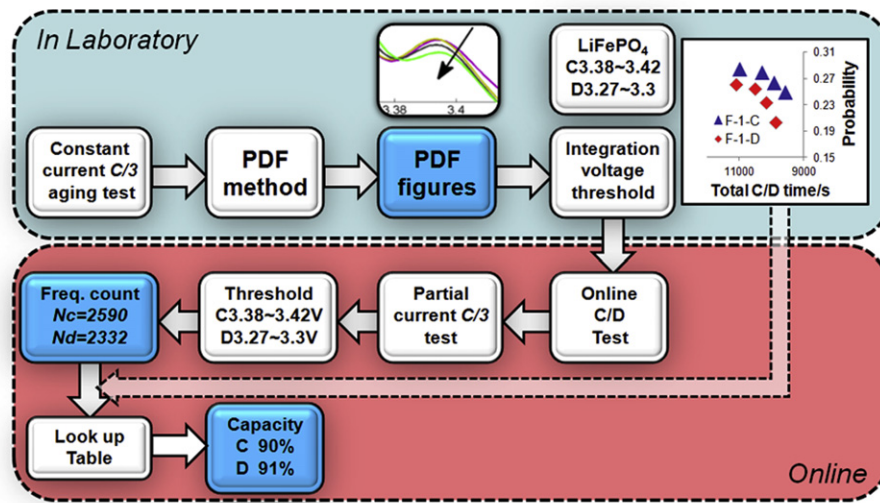 In Laboratory
3.38
3.4
LiFePO₄
C3.38~3.42
D3.27~3.3
0.31
0.27
0.23
0.19
0.15
Probability
F-1-C
F-1-D
11000
9000
Total C/D time/s
Constant
current C/3
aging test
PDF
method
PDF
figures
Integration
voltage
threshold
Freq. count
Nc=2590
Nd=2332
Threshold
C3.38~3.42V
D3.27~3.3V
Partial
current C/3
test
Online
C/D
Test
Look up
Table
Capacity
C 90%
D 91%
Online